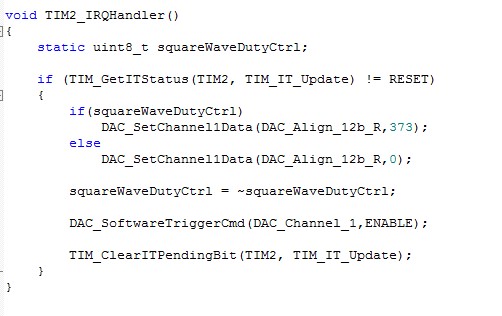 void TIM2_IRQHandler()
{
static uint8_t squareWaveDutyCtrl;
if (TIM_GetITStatus(TIM2, TIM_IT_Update) != RESET)
{
if(squareWaveDutyCtrl)
DAC_SetChannel1Data(DAC_Align_12b_R,373);
else
DAC_SetChannel1Data(DAC_Align_12b_R,0);
squareWaveDutyCtrl = ~squareWaveDutyCtrl;
DAC_SoftwareTriggerCmd(DAC_Channel_1,ENABLE);
TIM_ClearITPendingBit(TIM2, TIM_IT_Update);
}
}